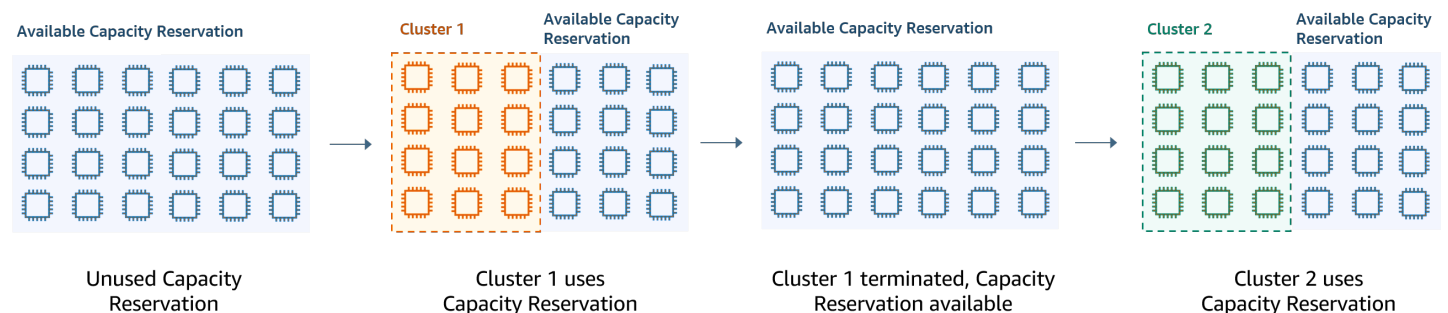 Available Capacity Reservation
Cluster 1
Available Capacity
Reservation
Available Capacity Reservation
Cluster 2
Available Capacity
Reservation
Unused Capacity
Reservation
Cluster 1 uses
Capacity Reservation
Cluster 1 terminated, Capacity
Reservation available
Cluster 2 uses
Capacity Reservation